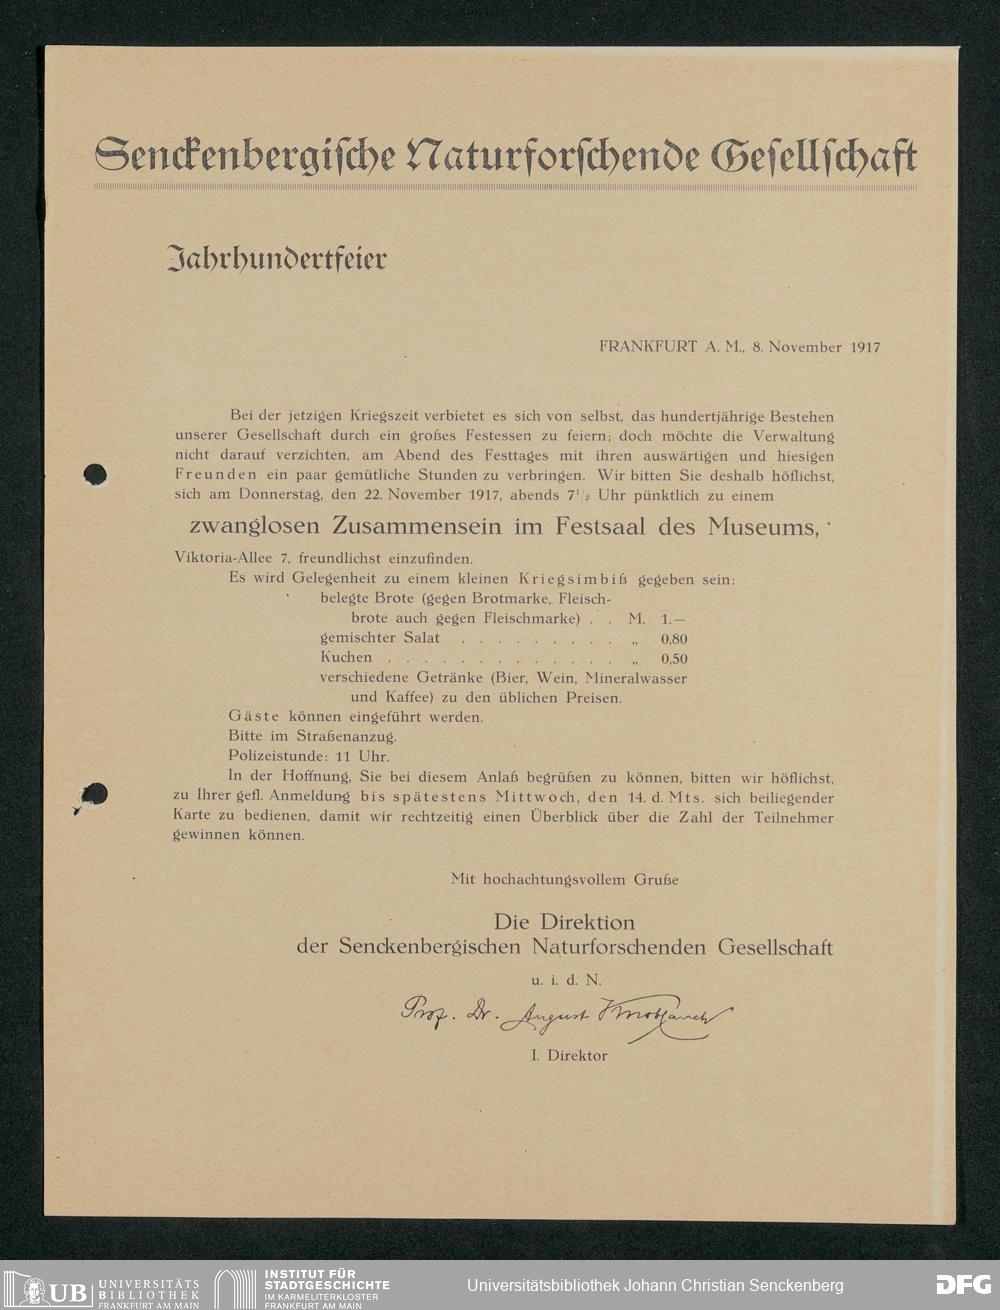 Senckenbergische Naturforschende Gesellschaft
Jahrhundertfeier
FRANKFURT A. M., 8. November 1917
Bei der jetzigen Kriegszeit verbietet es sich von selbst, das hundertjährige Bestehen
unserer Gesellschaft durch ein großes Festessen zu feiern; doch möchte die Verwaltung
nicht darauf verzichten, am Abend des Festtages mit ihren auswärtigen und hiesigen
Freunden ein paar gemütliche Stunden zu verbringen. Wir bitten Sie deshalb höflichst,
sich am Donnerstag, den 22. November 1917, abends 7 1/2 Uhr pünktlich zu einem
zwanglosen Zusammensein im Festsaal des Museums,
Viktoria-Allee 7, freundlichst einzufinden.
Es wird Gelegenheit zu einem kleinen Kriegsimbiß gegeben sein:
belegte Brote (gegen Brotmarke, Fleisch-
brote auch gegen Fleischmarke) . . M. 1.—
gemischter Salat . . . . . . . . . „ 0,80
Kuchen . . . . . . . . . . . . . „ 0,50
verschiedene Getränke (Bier, Wein, Mineralwasser
und Kaffee) zu den üblichen Preisen.
Gäste können eingeführt werden.
Bitte im Straßenanzug.
Polizeistunde: 11 Uhr.
In der Hoffnung, Sie bei diesem Anlaß begrüßen zu können, bitten wir höflichst,
zu Ihrer gefl. Anmeldung bis spätestens Mittwoch, den 14. d. Mts. sich beiliegender
Karte zu bedienen, damit wir rechtzeitig einen Überblick über die Zahl der Teilnehmer
gewinnen können.
Mit hochachtungsvollem Gruße
Die Direktion
der Senckenbergischen Naturforschenden Gesellschaft
u. i. d. N.
Prof. Dr. August Knoblauch
I. Direktor
UB UNIVERSITÄTS BIBLIOTHEK FRANKFURT AM MAIN
INSTITUT FÜR STADTGESCHICHTE IM KARMELITERKLOSTER FRANKFURT AM MAIN
Universitätsbibliothek Johann Christian Senckenberg
DFG